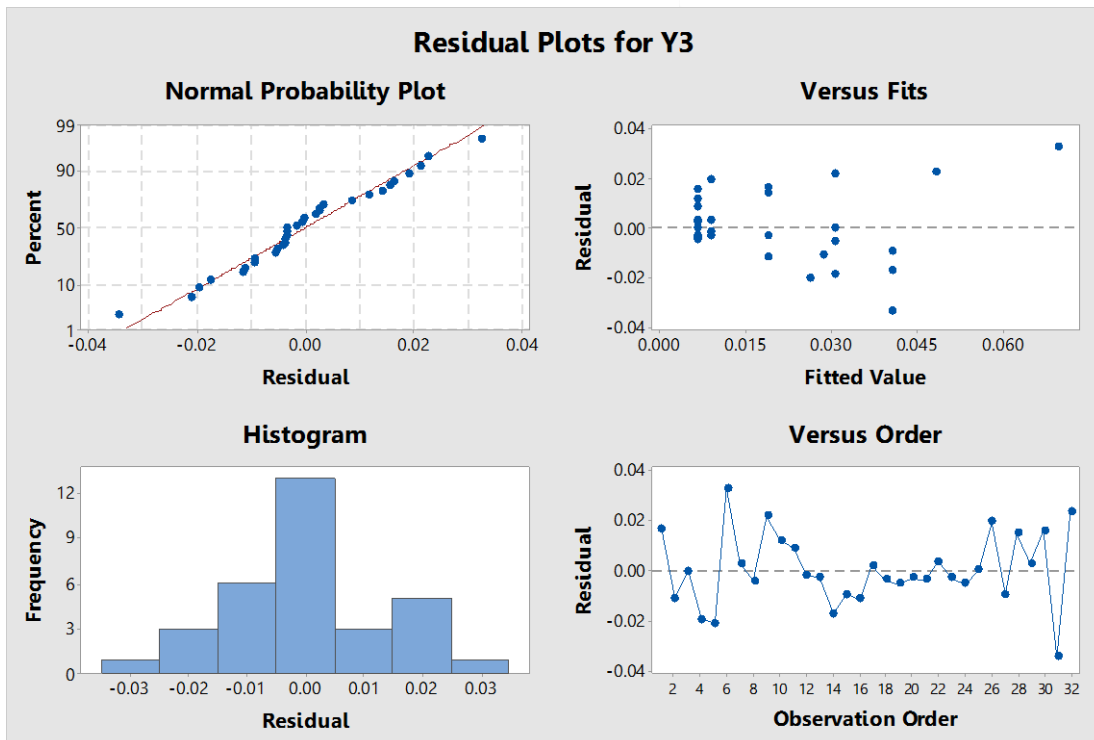 Residual Plots for Y3
Normal Probability Plot
99
90
50
10
1
Percent
-0.04 -0.02 0.00 0.02 0.04
Residual
Versus Fits
0.04
0.02
0.00
-0.02
-0.04
Residual
0.000 0.015 0.030 0.045 0.060
Fitted Value
Histogram
12
9
6
3
0
Frequency
-0.03 -0.02 -0.01 0.00 0.01 0.02 0.03
Residual
Versus Order
0.04
0.02
0.00
-0.02
-0.04
Residual
2 4 6 8 10 12 14 16 18 20 22 24 26 28 30 32
Observation Order